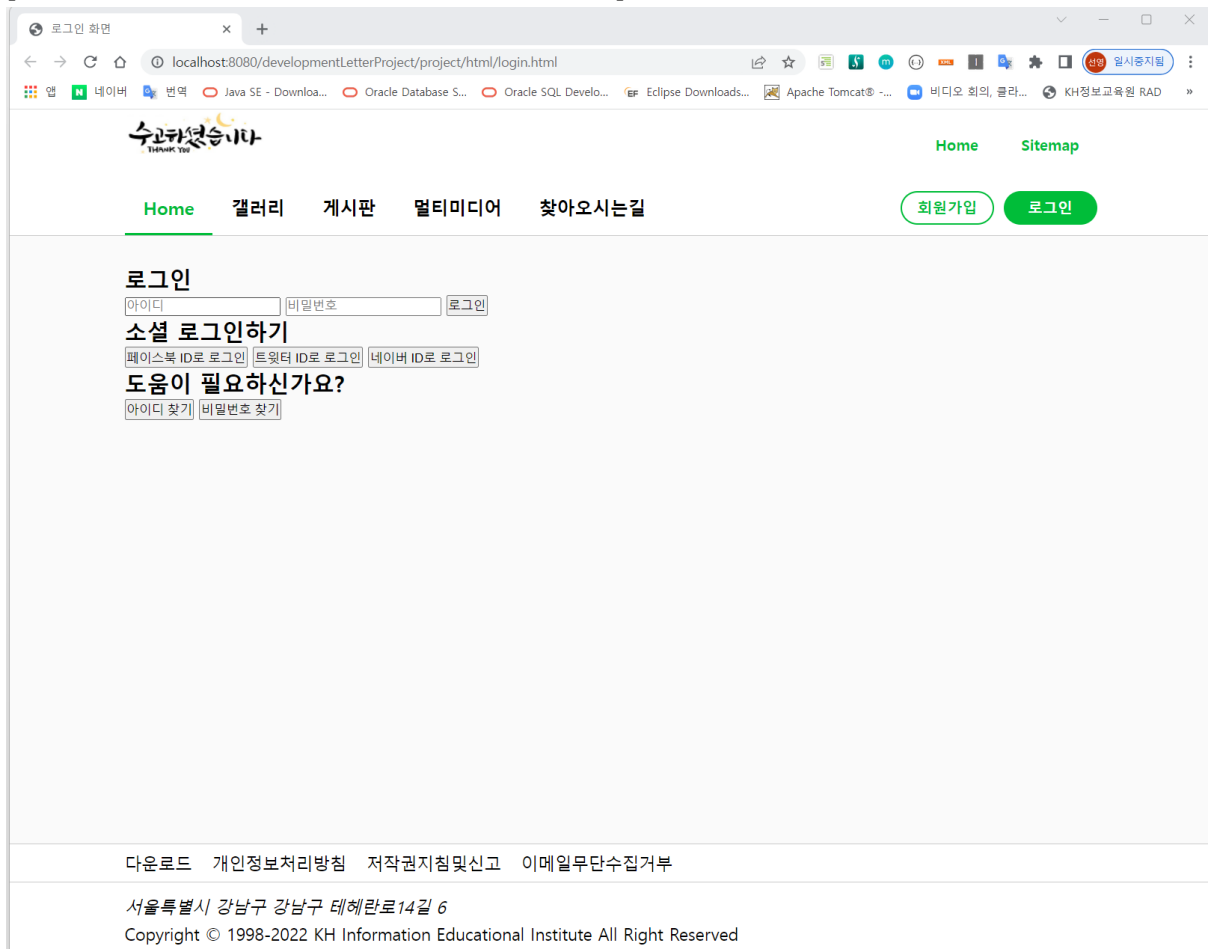 로그인 화면
localhost:8080/developmentLetterProject/project/html/login.html
선영 일시중지됨
앱 네이버 번역 Java SE - Downloa... Oracle Database S... Oracle SQL Develo... EF Eclipse Downloads... Apache Tomcat® -... 비디오 회의, 클라... KH정보교육원 RAD »
수고하셨습니다
THANK YOU
Home Sitemap
Home 갤러리 게시판 멀티미디어 찾아오시는길 회원가입 로그인
로그인
아이디 비밀번호 로그인
소셜 로그인하기
페이스북 ID로 로그인 트윗터 ID로 로그인 네이버 ID로 로그인
도움이 필요하신가요?
아이디 찾기 비밀번호 찾기
다운로드 개인정보처리방침 저작권지침및신고 이메일무단수집거부
서울특별시 강남구 강남구 테헤란로14길 6
Copyright © 1998-2022 KH Information Educational Institute All Right Reserved